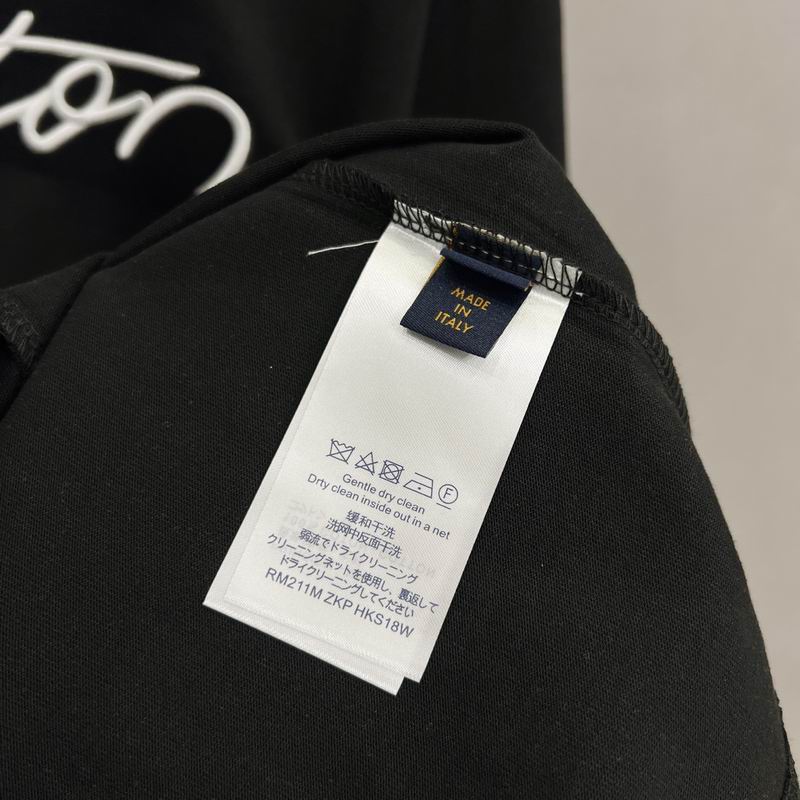 to
MADE
IN
ITALY
F
Gentle dry clean
Drty clean inside out in a net
缓和干洗
洗网中反面干洗
弱流でドライクリーニング
クリーニングネットを使用し、裏返して
ドライクリーニングしてください
RM211M ZKP HKS18W